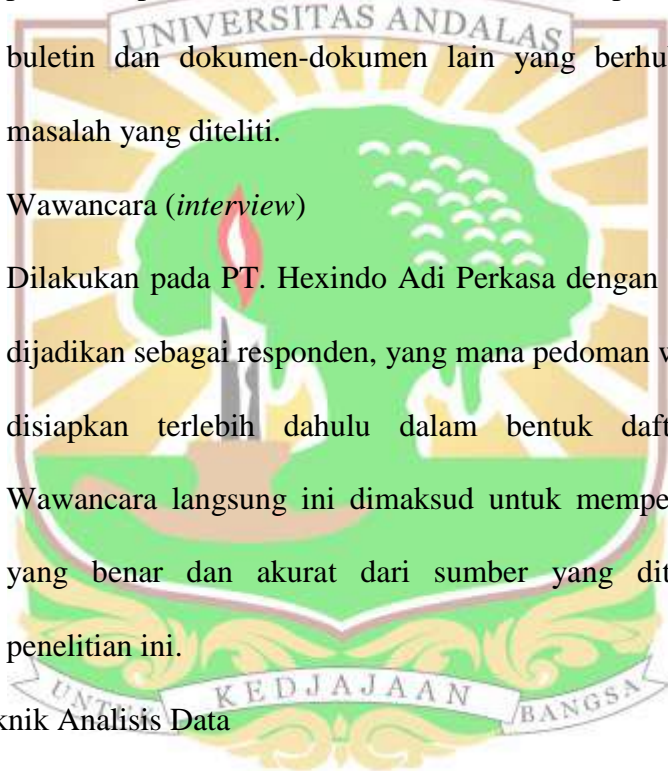 UNIVERSITAS ANDALAS
buletin dan dokumen-dokumen lain yang berhu
masalah yang diteliti.
Wawancara (interview)
Dilakukan pada PT. Hexindo Adi Perkasa dengan
dijadikan sebagai responden, yang mana pedoman w
disiapkan terlebih dahulu dalam bentuk daft
Wawancara langsung ini dimaksud untuk mempe
yang benar dan akurat dari sumber yang dit
penelitian ini.
UNTUK KEDJAJAAN BANGSA
knik Analisis Data